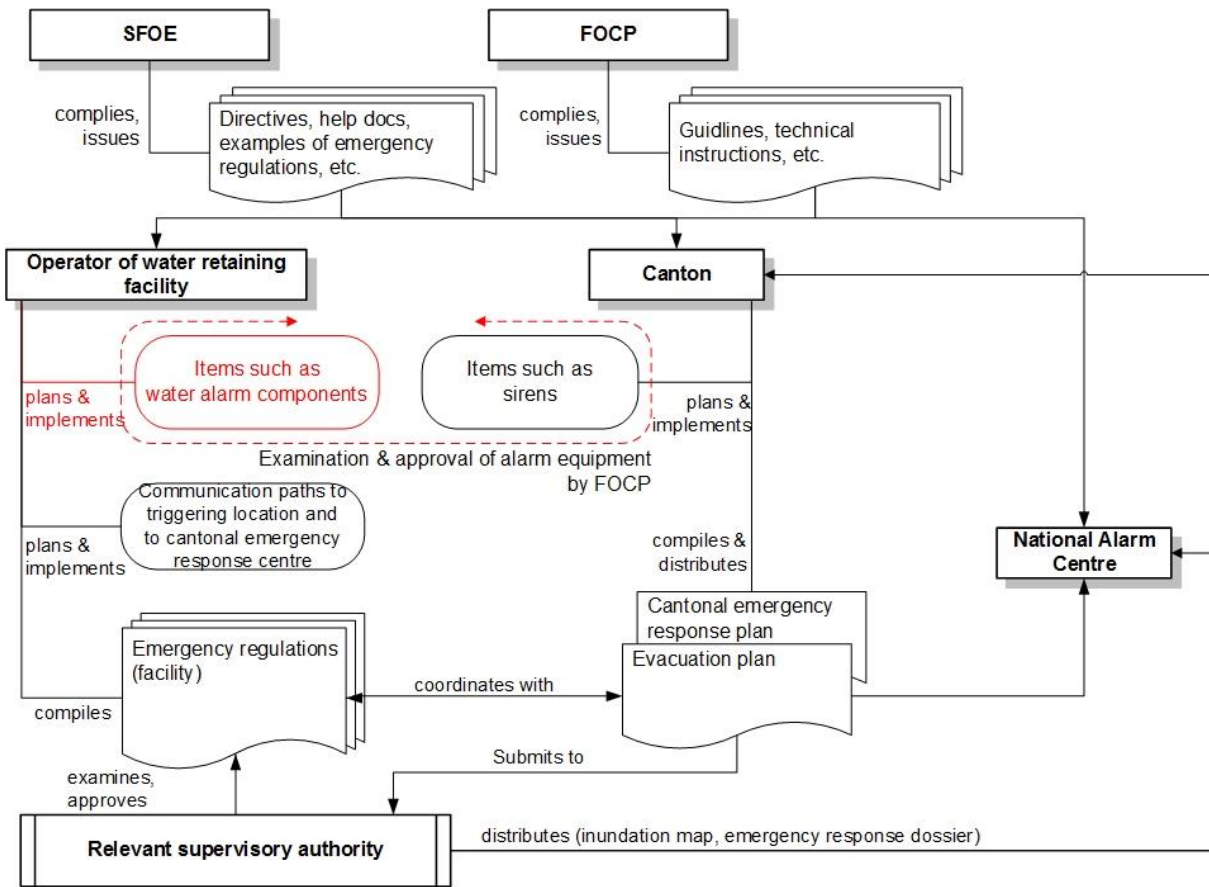 SFOE
FOCP
complies,
issues
Directives, help docs,
examples of emergency
regulations, etc.
complies,
issues
Guidlines, technical
instructions, etc.
Operator of water retaining
facility
Canton
Items such as
water alarm components
Items such as
sirens
plans &
implements
plans &
implements
Examination & approval of alarm equipment
by FOCP
Communication paths to
triggering location and
to cantonal emergency
response centre
plans &
implements
compiles &
distributes
National Alarm
Centre
Cantonal emergency
response plan
Emergency regulations
(facility)
Evacuation plan
coordinates with
compiles
Submits to
examines,
approves
Relevant supervisory authority
distributes (inundation map, emergency response dossier)